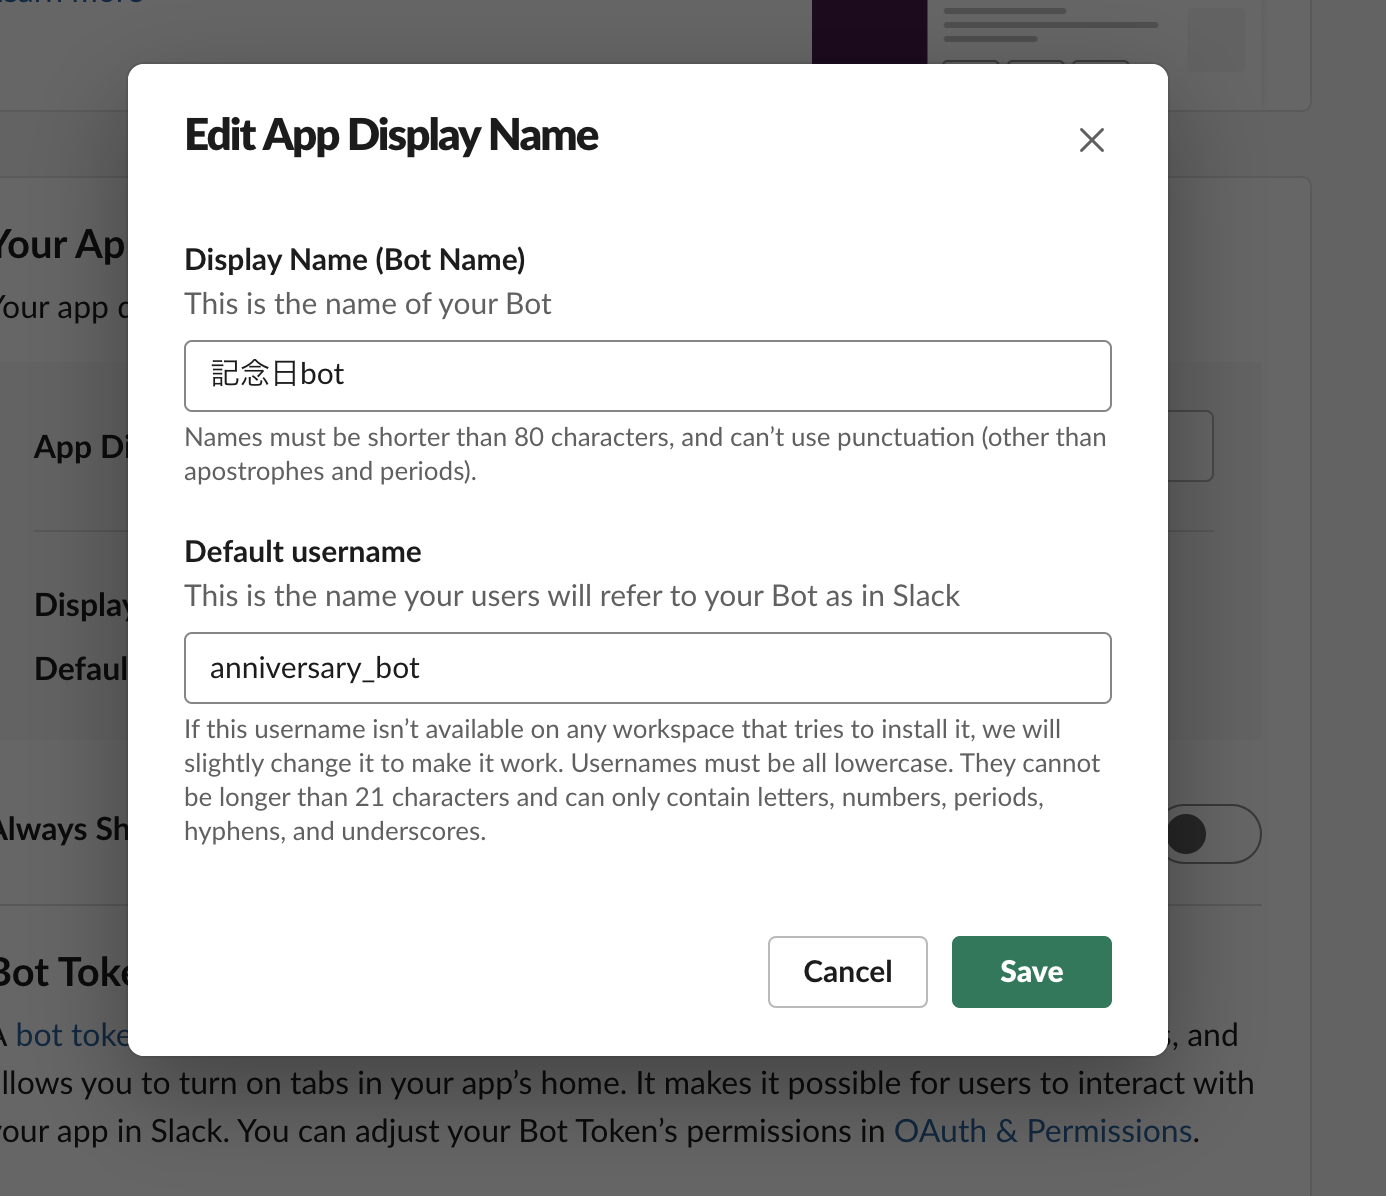 Learn more
Edit App Display Name
Your Ap
Display Name (Bot Name)
This is the name of your Bot
Your app
記念日bot
App Di
Names must be shorter than 80 characters, and can’t use punctuation (other than
apostrophes and periods).
Default username
This is the name your users will refer to your Bot as in Slack
Display
anniversary_bot
Defaul
If this username isn’t available on any workspace that tries to install it, we will
slightly change it to make it work. Usernames must be all lowercase. They cannot
be longer than 21 characters and can only contain letters, numbers, periods,
hyphens, and underscores.
Always Sh
Cancel
Save
Bot Toke
A bot toke
, and
llows you to turn on tabs in your app’s home. It makes it possible for users to interact with
your app in Slack. You can adjust your Bot Token’s permissions in OAuth & Permissions.